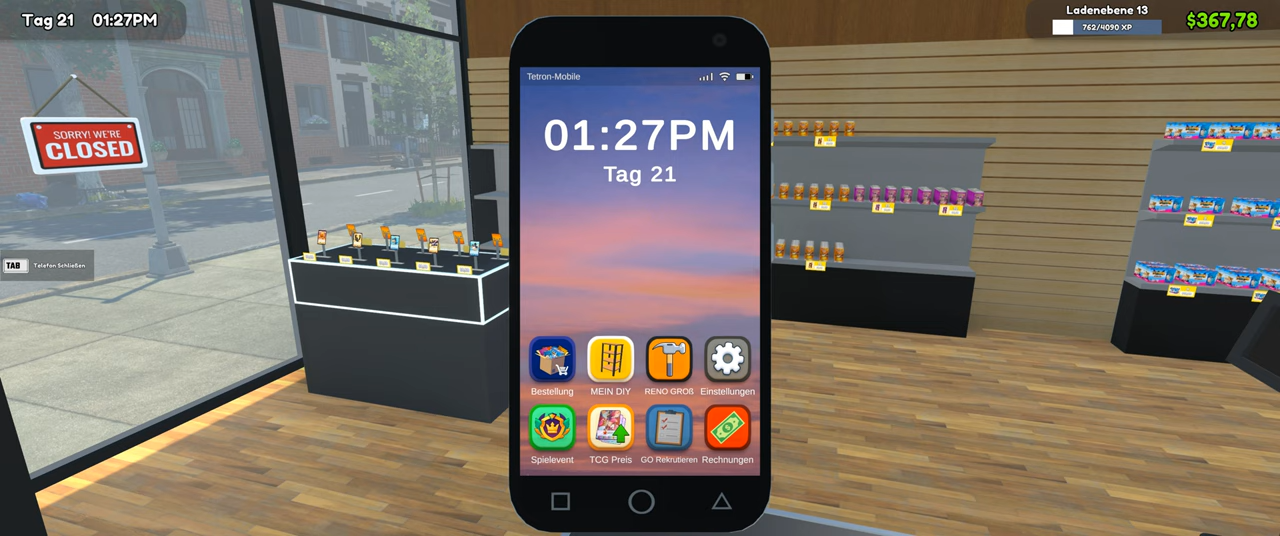 Tag 21 01:27PM
Ladenebene 13
762/4090 XP
$367,78
SORRY! WE'RE
CLOSED
TAB Telefon Schließen
Tetron-Mobile
01:27PM
Tag 21
Bestellung MEIN DIY RENO GROß Einstellungen
Spielevent TCG Preis GO Rekrutieren Rechnungen